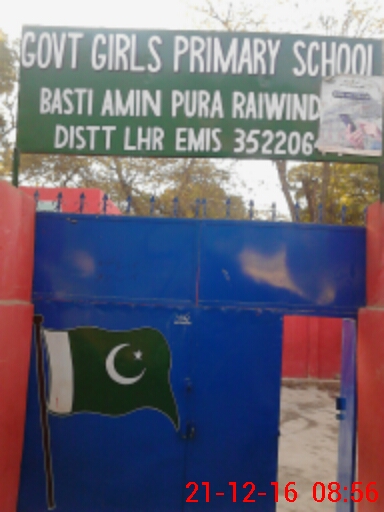 GOVT GIRLS PRIMARY SCHOOL
BASTI AMIN PURA RAIWIND
DISTT LHR EMIS 352206
21-12-16 08:56